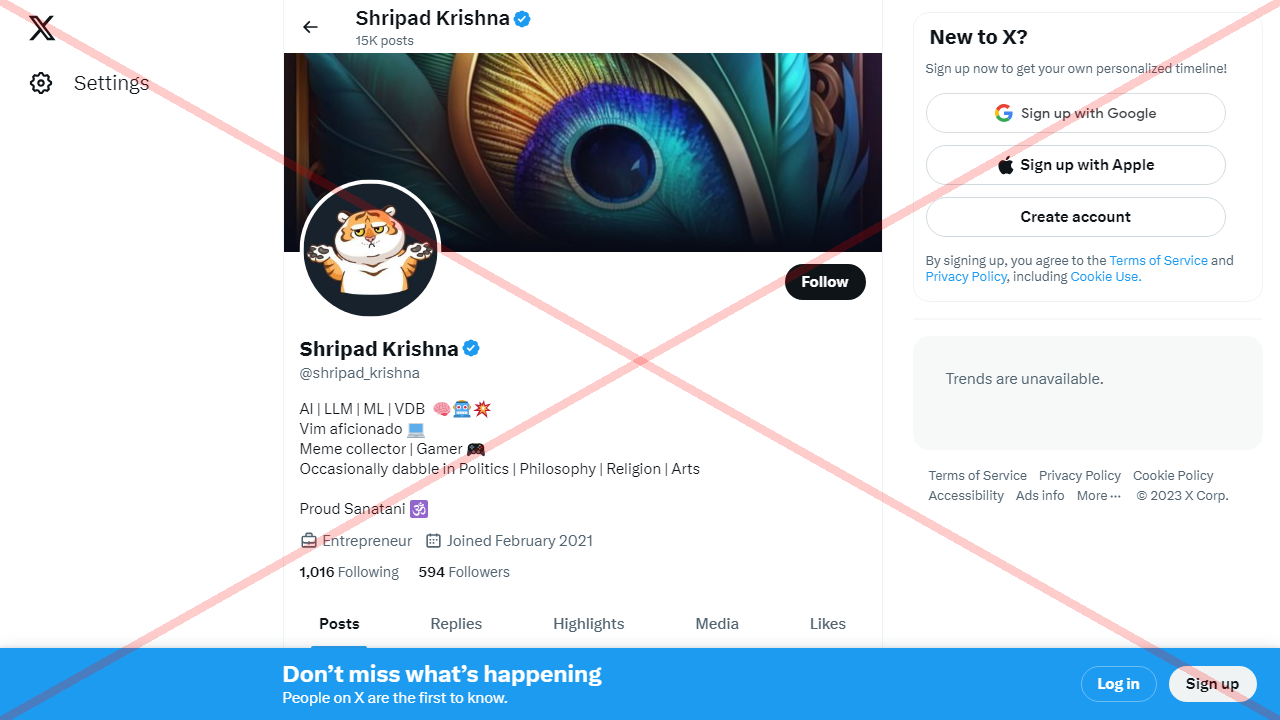 Settings
Shripad Krishna
15K posts
Follow
Shripad Krishna
@shripad_krishna
AI | LLM | ML | VDB 🧠🤖💥
Vim aficionado 💻
Meme collector | Gamer 🎮
Occasionally dabble in Politics | Philosophy | Religion | Arts
Proud Sanatani 🕉️
Entrepreneur Joined February 2021
1,016 Following 594 Followers
Posts Replies Highlights Media Likes
New to X?
Sign up now to get your own personalized timeline!
Sign up with Google
Sign up with Apple
Create account
By signing up, you agree to the Terms of Service and
Privacy Policy, including Cookie Use.
Trends are unavailable.
Terms of Service Privacy Policy Cookie Policy
Accessibility Ads info More ··· © 2023 X Corp.
Don’t miss what’s happening
People on X are the first to know.
Log in Sign up